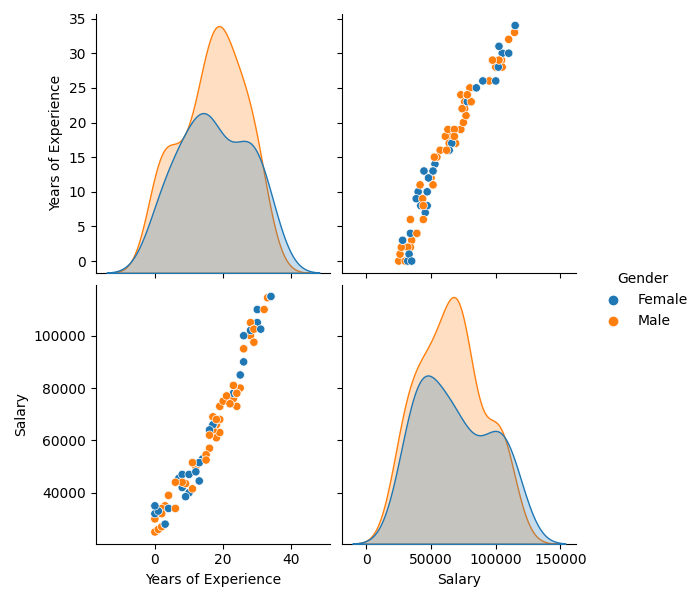 35
30
25
20
15
10
5
0
Years of Experience
Gender
Female
Male
100000
80000
60000
40000
Salary
0 20 40
Years of Experience
0 50000 100000 150000
Salary